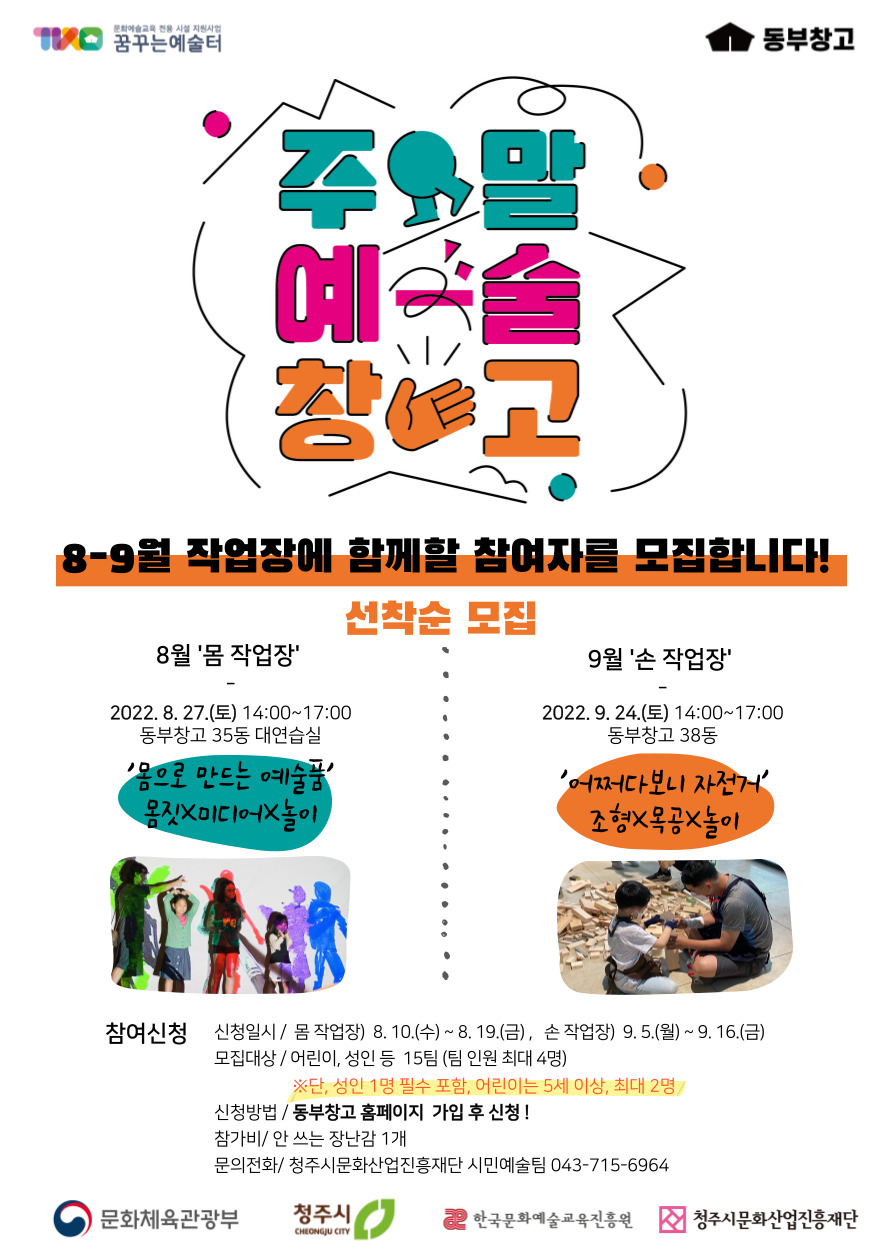 문화예술교육 전용 시설 지원사업
꿈꾸는예술터
동부창고
주말
예술
창고
8-9월 작업장에 함께할 참여자를 모집합니다!
선착순 모집
8월 '몸 작업장'
-
2022. 8. 27.(토) 14:00~17:00
동부창고 35동 대연습실
'몸으로 만드는 예술품'
몸짓X미디어X놀이
9월 '손 작업장'
-
2022. 9. 24.(토) 14:00~17:00
동부창고 38동
'어쩌다보니 자전거'
조형X목공X놀이
참여신청
신청일시 / 몸 작업장) 8. 10.(수) ~ 8. 19.(금) , 손 작업장) 9. 5.(월) ~ 9. 16.(금)
모집대상 / 어린이, 성인 등 15팀 (팀 인원 최대 4명)
※단, 성인 1명 필수 포함, 어린이는 5세 이상, 최대 2명
신청방법 / 동부창고 홈페이지 가입 후 신청 !
참가비/ 안 쓰는 장난감 1개
문의전화/ 청주시문화산업진흥재단 시민예술팀 043-715-6964
문화체육관광부
청주시
CHEONGJU CITY
한국문화예술교육진흥원
청주시문화산업진흥재단